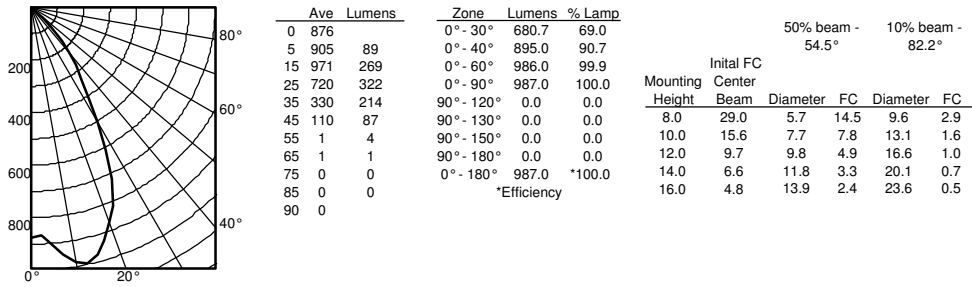 80°
200
60°
400
600
800
40°
0°
20°
Ave Lumens
0 876
5 905 89
15 971 269
25 720 322
35 330 214
45 110 87
55 1 4
65 1 1
75 0 0
85 0 0
90 0
Zone Lumens % Lamp
0°- 30° 680.7 69.0
0°- 40° 895.0 90.7
0°- 60° 986.0 99.9
0°- 90° 987.0 100.0
90°- 120° 0.0 0.0
90°- 130° 0.0 0.0
90°- 150° 0.0 0.0
90°- 180° 0.0 0.0
0°- 180° 987.0 *100.0
*Efficiency
50% beam - 10% beam -
54.5° 82.2°
Inital FC
Mounting Center
Height Beam Diameter FC Diameter FC
8.0 29.0 5.7 14.5 9.6 2.9
10.0 15.6 7.7 7.8 13.1 1.6
12.0 9.7 9.8 4.9 16.6 1.0
14.0 6.6 11.8 3.3 20.1 0.7
16.0 4.8 13.9 2.4 23.6 0.5